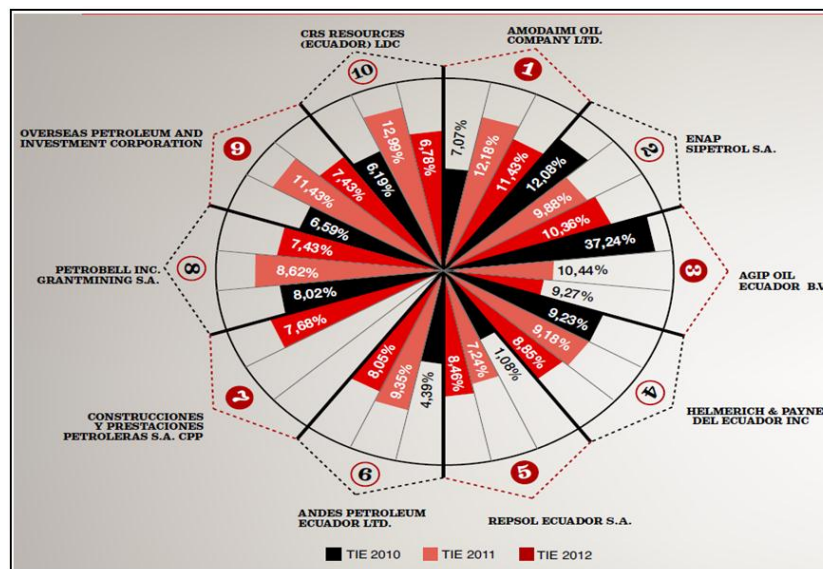 CRS RESOURCES
(ECUADOR) LDC
AMODAIMI OIL
COMPANY LTD.
10
1
OVERSEAS PETROLEUM AND
INVESTMENT CORPORATION
9
ENAP
SIPETROL S.A.
2
PETROBELL INC.
GRANTMINING S.A.
8
AGIP OIL
ECUADOR B.V
3
CONSTRUCCIONES
Y PRESTACIONES
PETROLERAS S.A. CPP
7
HELMERICH & PAYNE
DEL ECUADOR INC
4
ANDES PETROLEUM
ECUADOR LTD.
6
REPSOL ECUADOR S.A.
5
7,07%
12,18%
11,43%
12,08%
9,88%
10,36%
37,24%
10,44%
9,27%
9,23%
9,18%
8,85%
1,08%
7,24%
8,46%
4,39%
9,35%
8,05%
7,68%
8,02%
8,62%
7,43%
6,59%
11,43%
7,43%
6,19%
12,99%
6,78%
TIE 2010
TIE 2011
TIE 2012